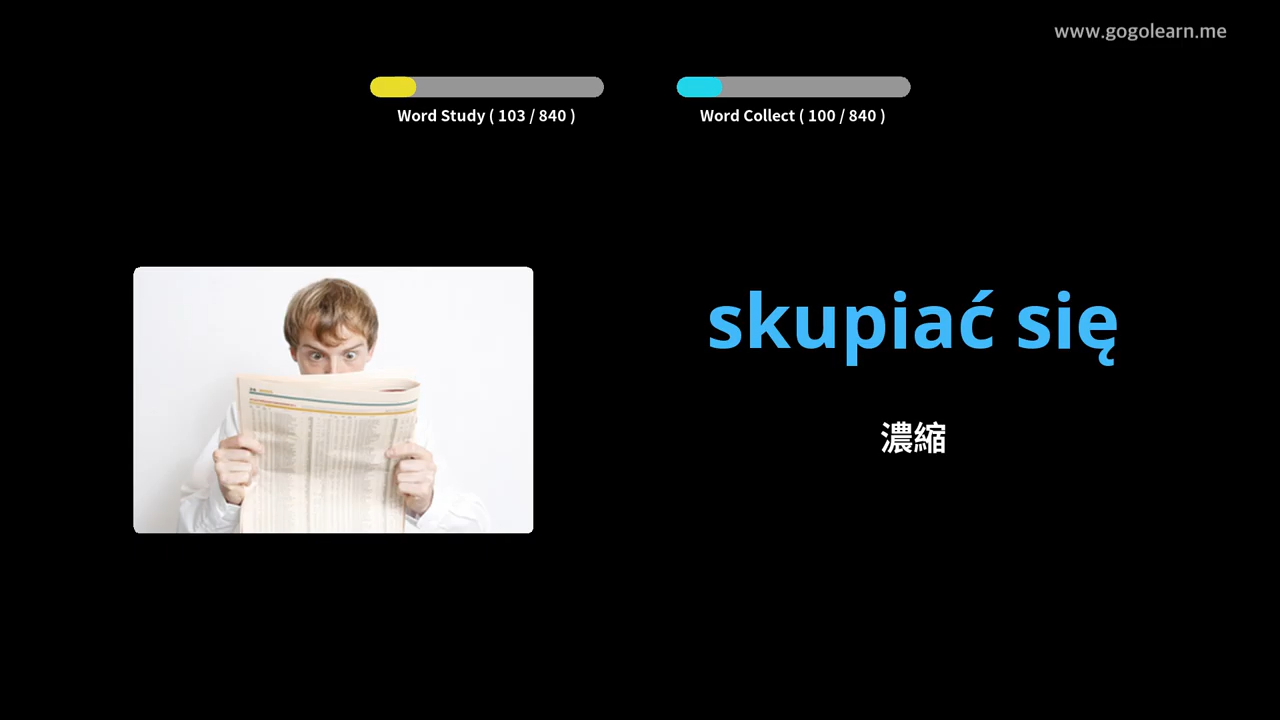 www.gogolearn.me
Word Study ( 103 / 840 )
Word Collect ( 100 / 840 )
skupiać się
濃縮